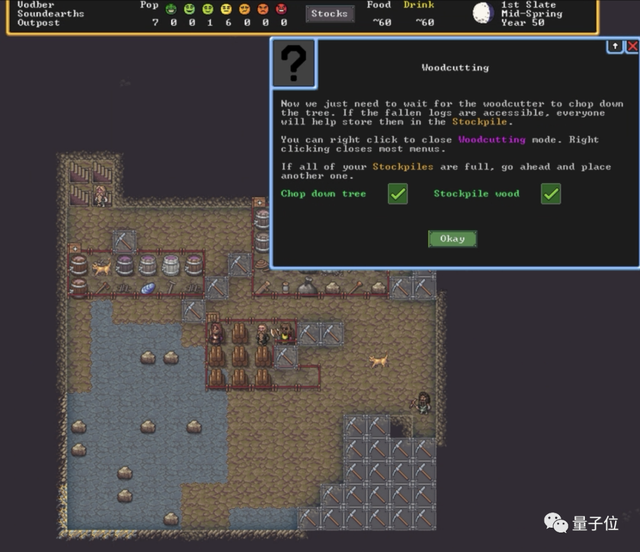 Vodber
Soundearths
Outpost
Pop
7 0 0 1 6 0 0 0
Stocks
Food Drink
~60 ~60
1st Slate
Mid-Spring
Year 50
Woodcutting
Now we just need to wait for the woodcutter to chop down
the tree. If the fallen logs are accessible, everyone
will help store them in the Stockpile.
You can right click to close Woodcutting mode. Right
clicking closes most menus.
If all of your Stockpiles are full, go ahead and place
another one.
Chop down tree Stockpile wood
Okay
量子位